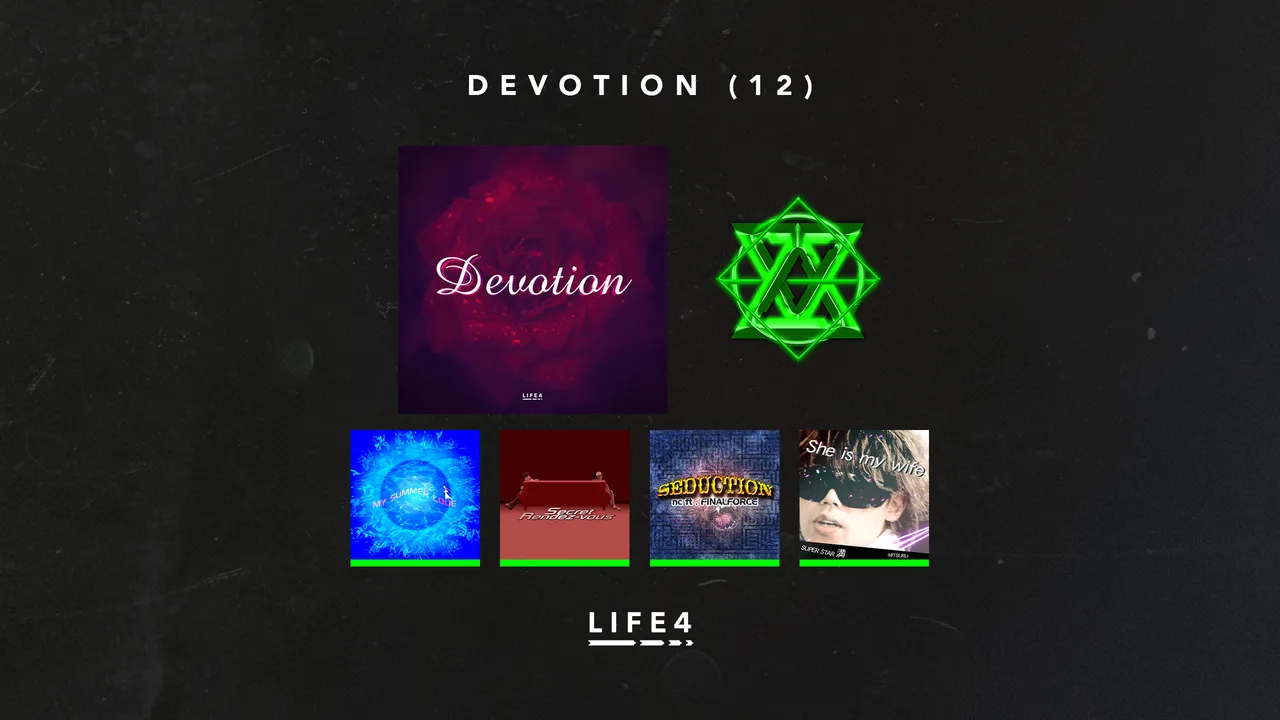 DEVOTION (12)
Devotion
LIFE4
MY SUMMER LOVE
Secret
Rendez-vous
SEDUCTION
nc ft. FINALFORCE
She is my wife
SUPER STAR 満
-MITSURU-
LIFE4